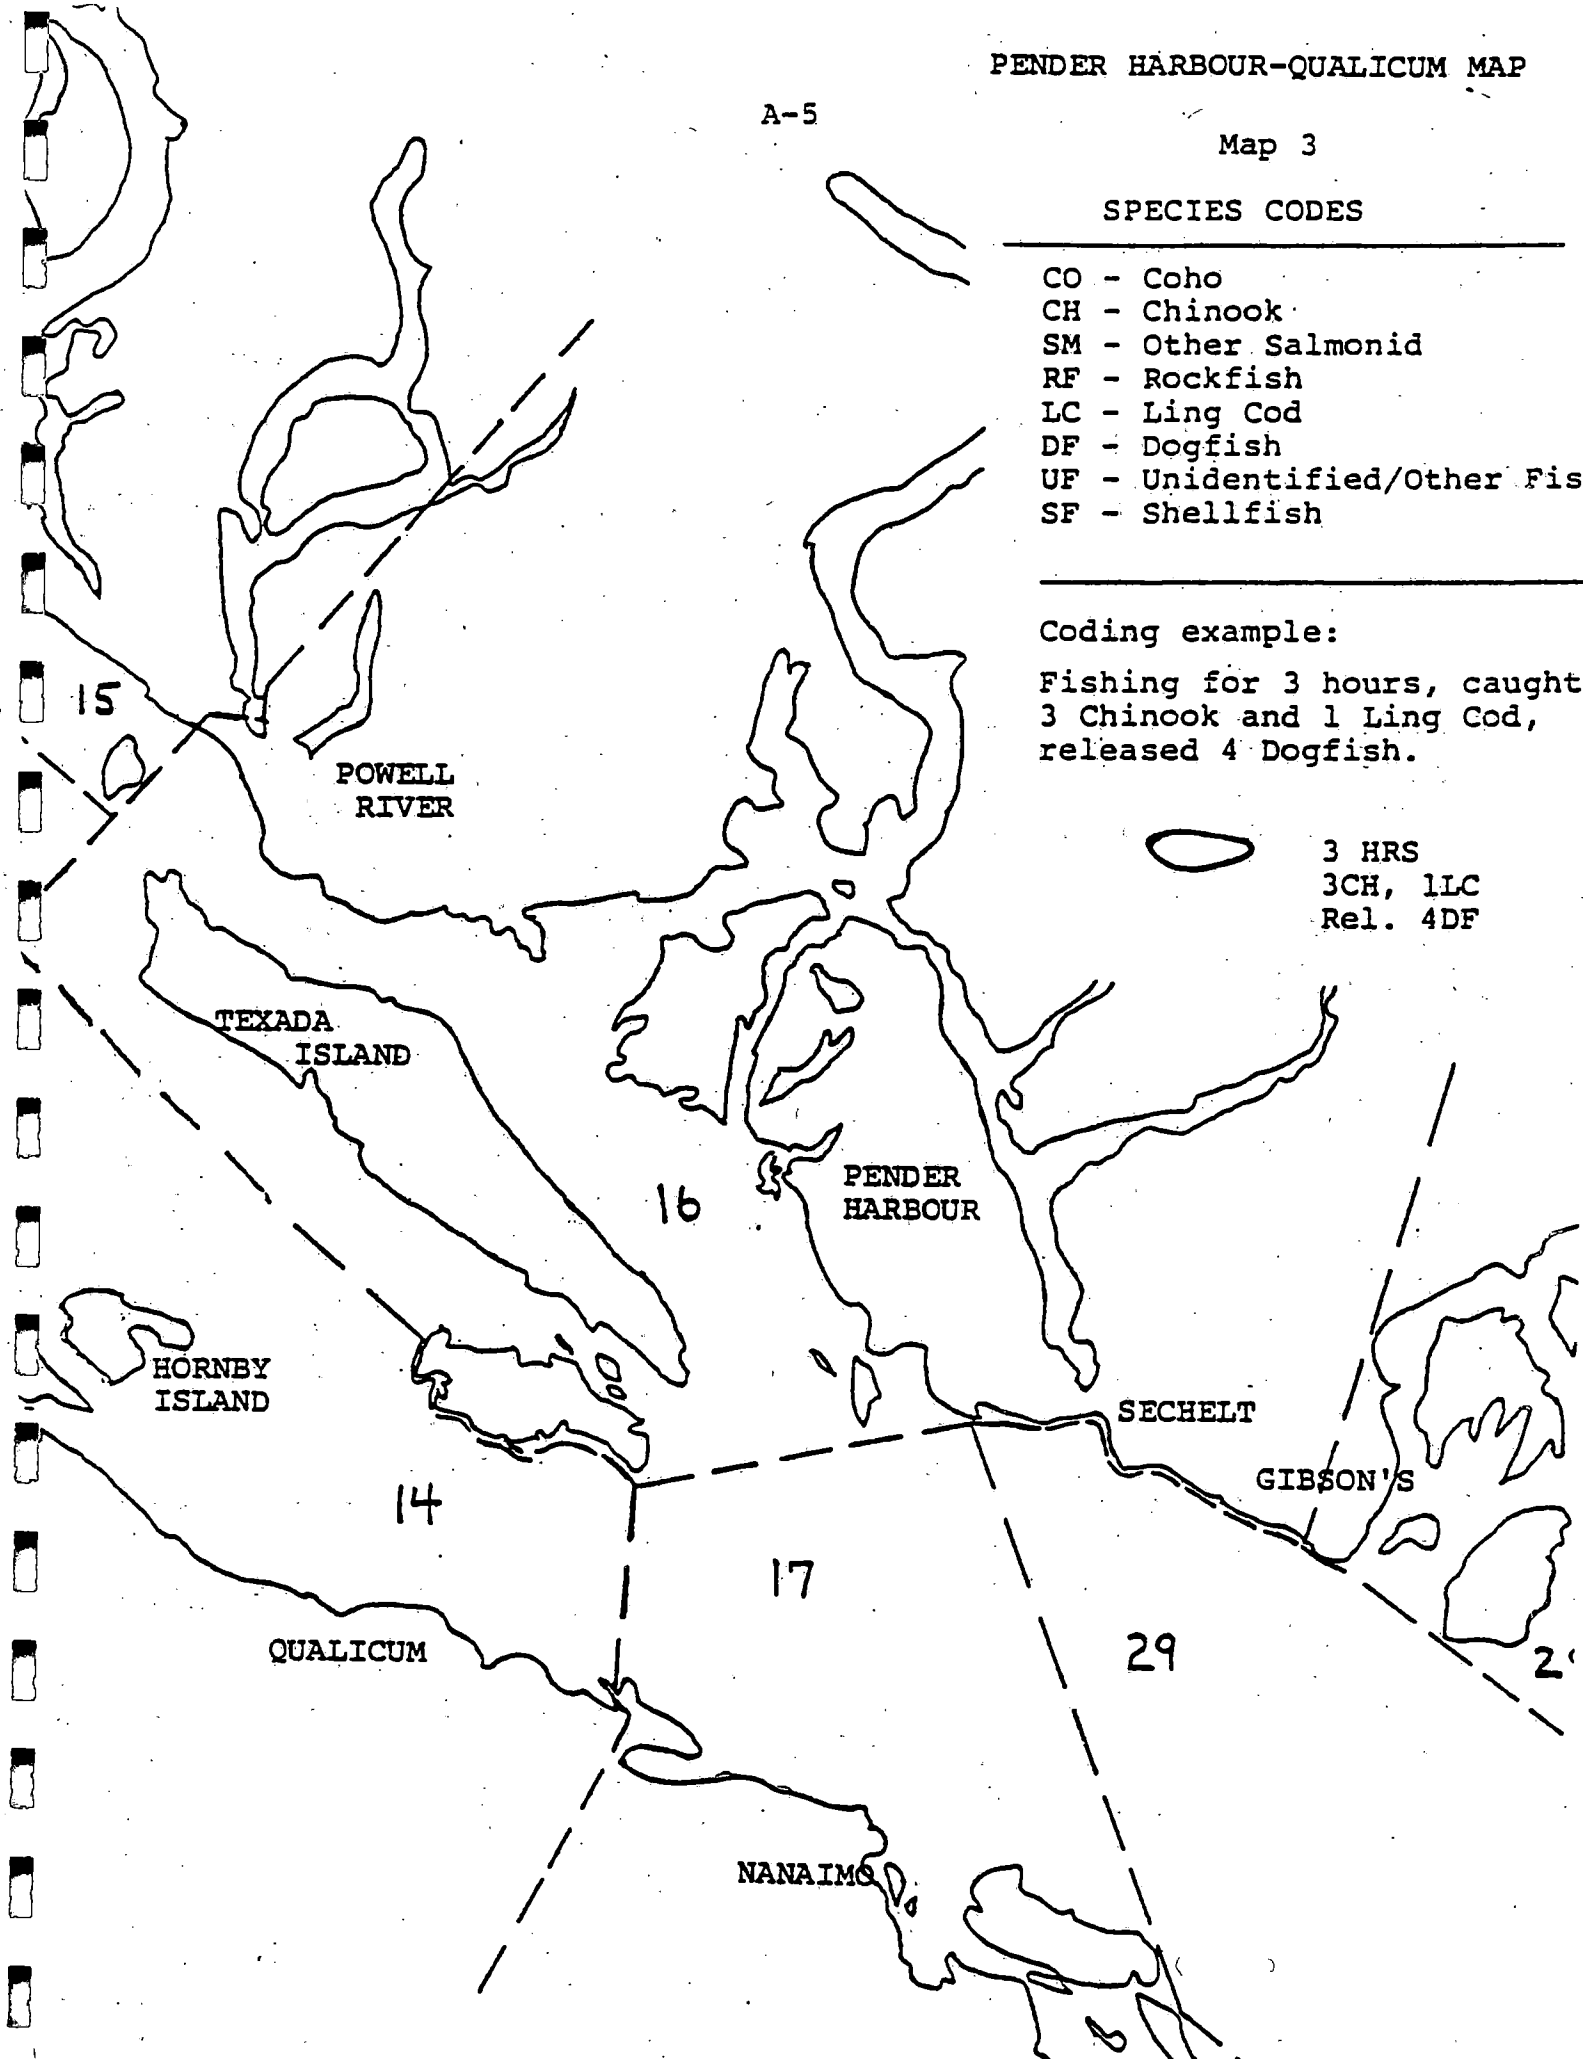 PENDER HARBOUR-QUALICUM MAP
A-5
Map 3
SPECIES CODES
CO - Coho
CH - Chinook
SM - Other Salmonid
RF - Rockfish
LC - Ling Cod
DF - Dogfish
UF - Unidentified/Other Fis
SF - Shellfish
Coding example:
Fishing for 3 hours, caught
3 Chinook and 1 Ling Cod,
released 4 Dogfish.
3 HRS
3CH, 1LC
Rel. 4DF
15
POWELL
RIVER
TEXADA
ISLAND
16
PENDER
HARBOUR
HORNBY
ISLAND
SECHELT
GIBSON'S
14
17
29
QUALICUM
NANAIMO